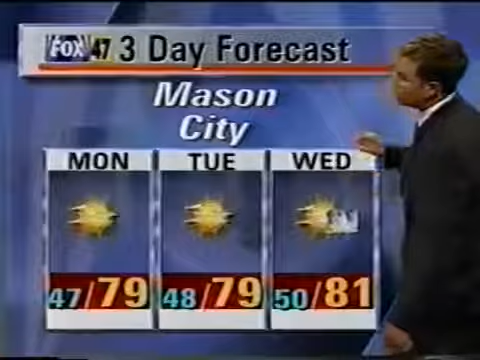 FOX 47 3 Day Forecast
Mason
City
MON TUE WED
47/79 48/79 50/81